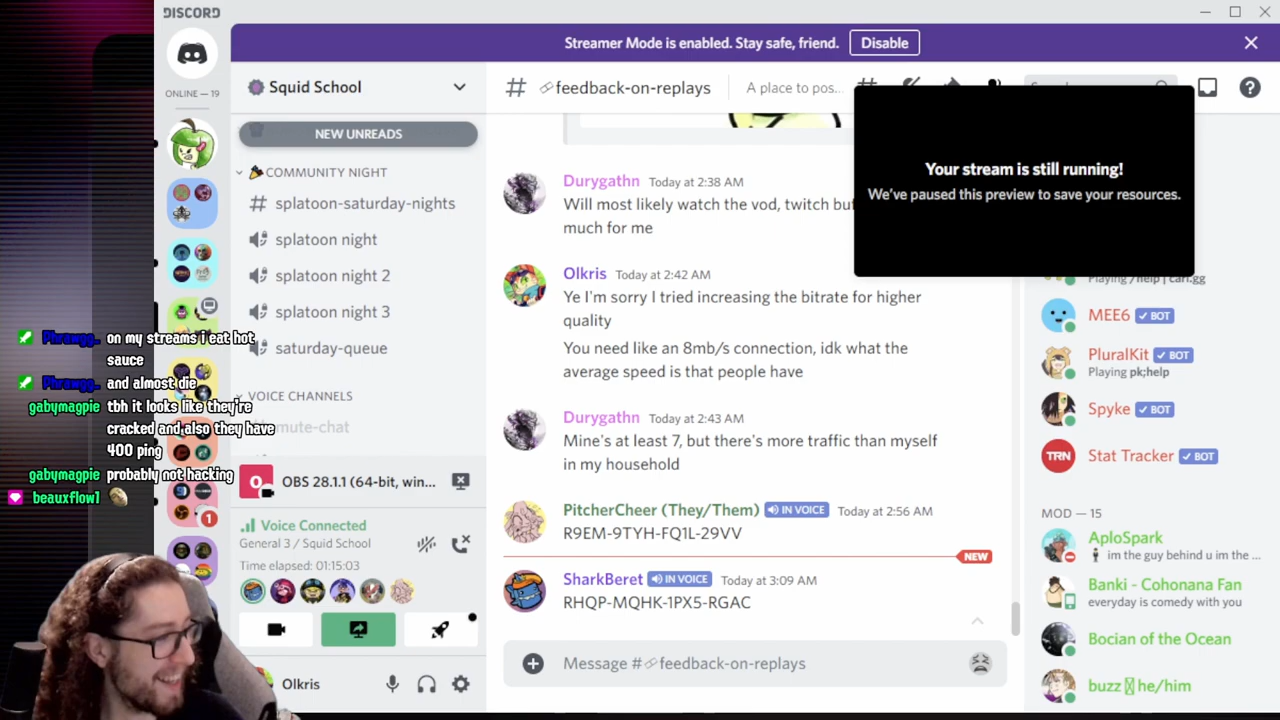 DISCORD
Streamer Mode is enabled. Stay safe, friend.
Disable
ONLINE — 19
Squid School
NEW UNREADS
COMMUNITY NIGHT
splatoon-saturday-nights
splatoon night
splatoon night 2
splatoon night 3
saturday-queue
VOICE CHANNELS
mute-chat
OBS 28.1.1 (64-bit, win...
Voice Connected
General 3 / Squid School
Time elapsed: 01:15:03
Olkris
1
Phrawgg.. on my streams i eat hot
sauce
Phrawgg.. and almost die
gabymagpie tbh it looks like they're
cracked and also they have
400 ping
gabymagpie probably not hacking
beauxflow1
feedback-on-replays
A place to pos...
Durygathn Today at 2:38 AM
Will most likely watch the vod, twitch buf
much for me
Olkris Today at 2:42 AM
Ye I'm sorry I tried increasing the bitrate for higher
quality
You need like an 8mb/s connection, idk what the
average speed is that people have
Durygathn Today at 2:43 AM
Mine's at least 7, but there's more traffic than myself
in my household
PitcherCheer (They/Them) IN VOICE Today at 2:56 AM
R9EM-9TYH-FQ1L-29VV
NEW
SharkBeret IN VOICE Today at 3:09 AM
RHQP-MQHK-1PX5-RGAC
Message #feedback-on-replays
Your stream is still running!
We've paused this preview to save your resources.
Playing /help | carl.gg
MEE6 BOT
PluralKit BOT
Playing pk;help
Spyke BOT
TRN
Stat Tracker BOT
MOD — 15
AploSpark
im the guy behind u im the ...
Banki - Cohonana Fan
everyday is comedy with you
Bocian of the Ocean
buzz he/him